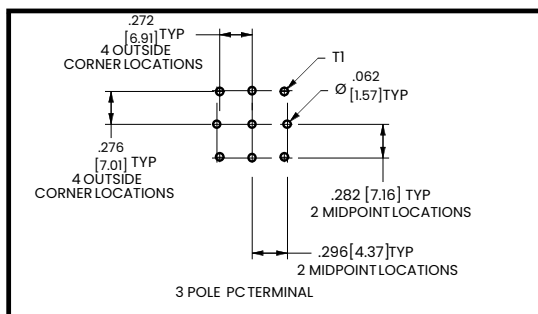 .272
[6.91] TYP
4 OUTSIDE
CORNER LOCATIONS
T1
Ø .062
[1.57] TYP
.276
[7.01] TYP
4 OUTSIDE
CORNER LOCATIONS
.282 [7.16] TYP
2 MIDPOINT LOCATIONS
.296[4.37]TYP
2 MIDPOINT LOCATIONS
3 POLE PC TERMINAL